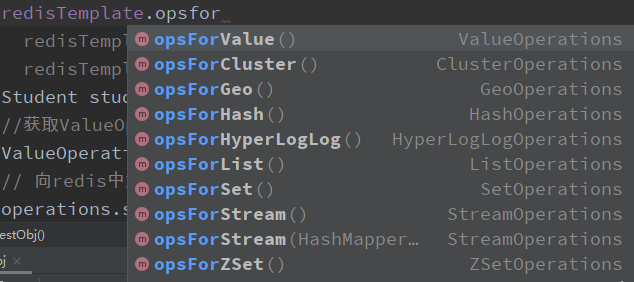 redisTemplate.opsfor
redisTempl
redisTempl
Student stud
//获取ValueOp
ValueOperati
// 向redis中
operations.s
estObj()
oj ×
m opsForValue() ValueOperations
m opsForCluster() ClusterOperations
m opsForGeo() GeoOperations
m opsForHash() HashOperations
m opsForHyperLogLog() HyperLogLogOperations
m opsForList() ListOperations
m opsForSet() SetOperations
m opsForStream() StreamOperations
m opsForStream(HashMapper… StreamOperations
m opsForZSet() ZSetOperations